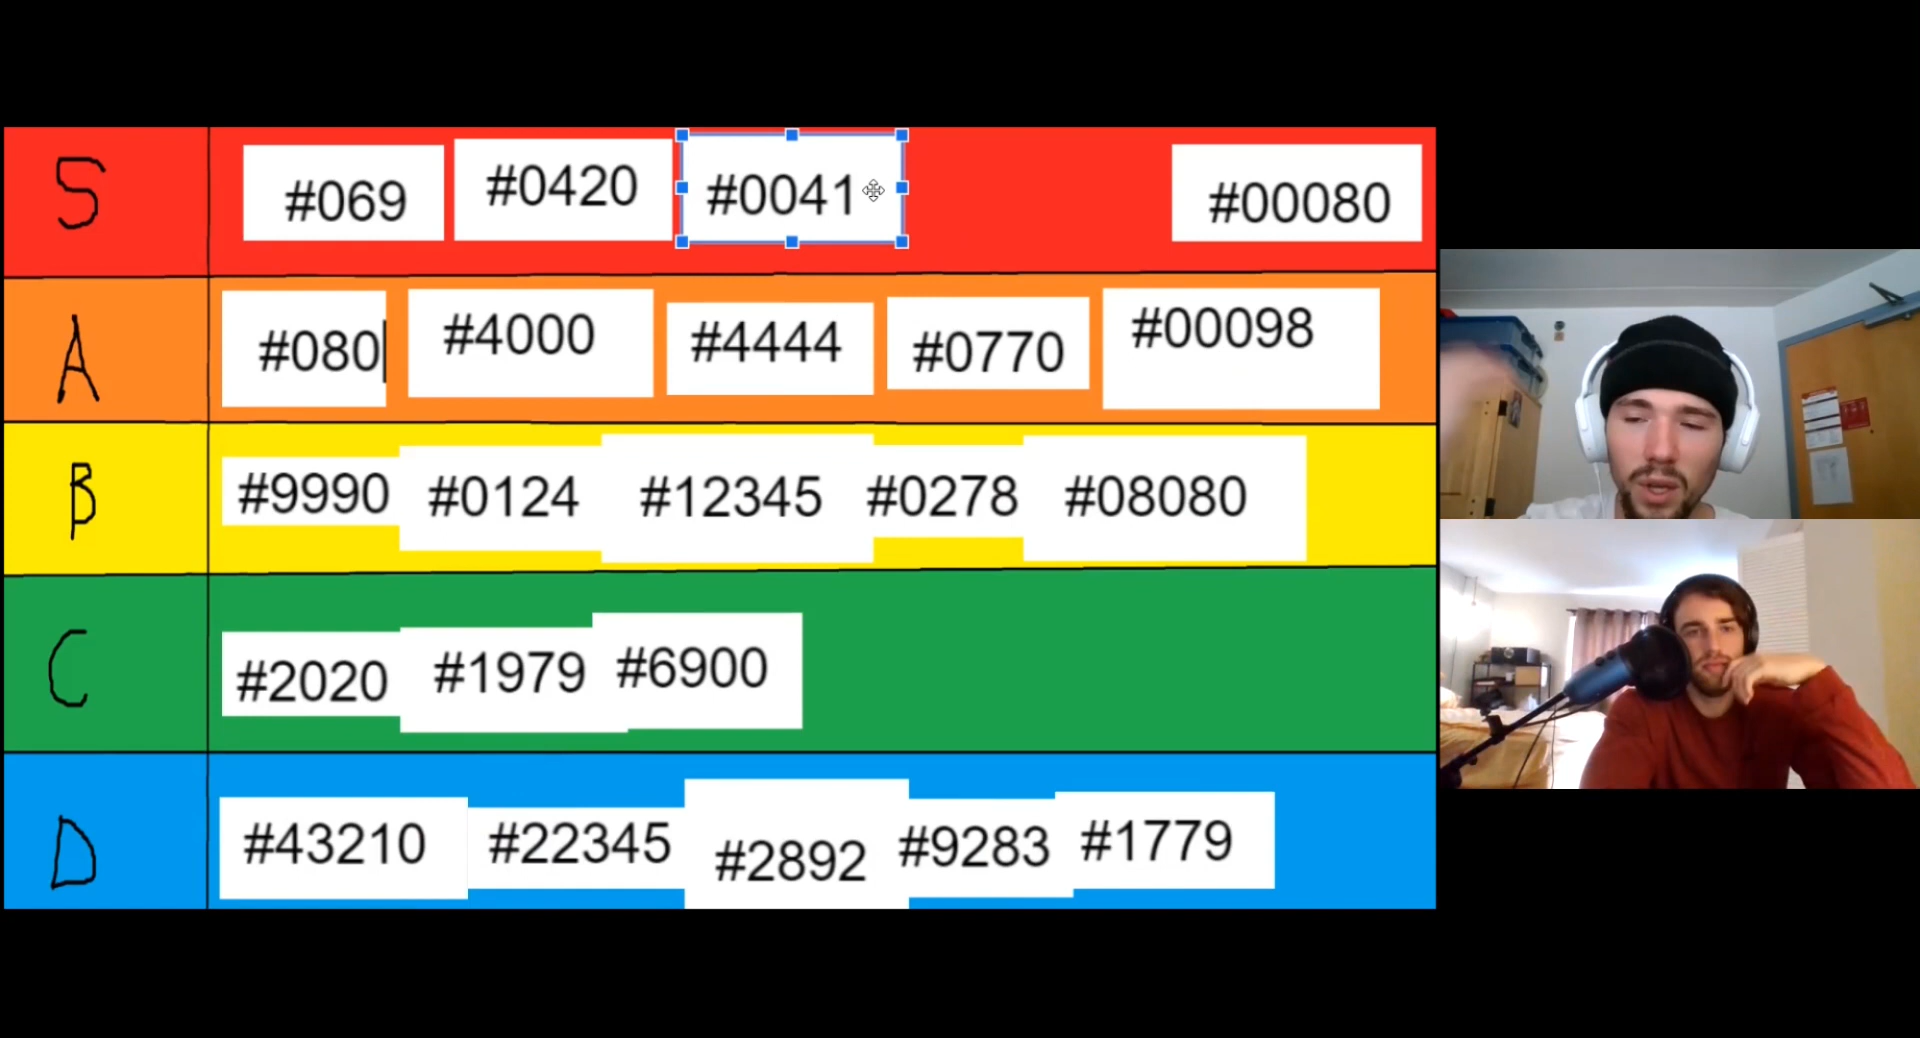 S #069 #0420 #0041 #00080
A #080 #4000 #4444 #0770 #00098
B #9990 #0124 #12345 #0278 #08080
C #2020 #1979 #6900
D #43210 #22345 #2892 #9283 #1779